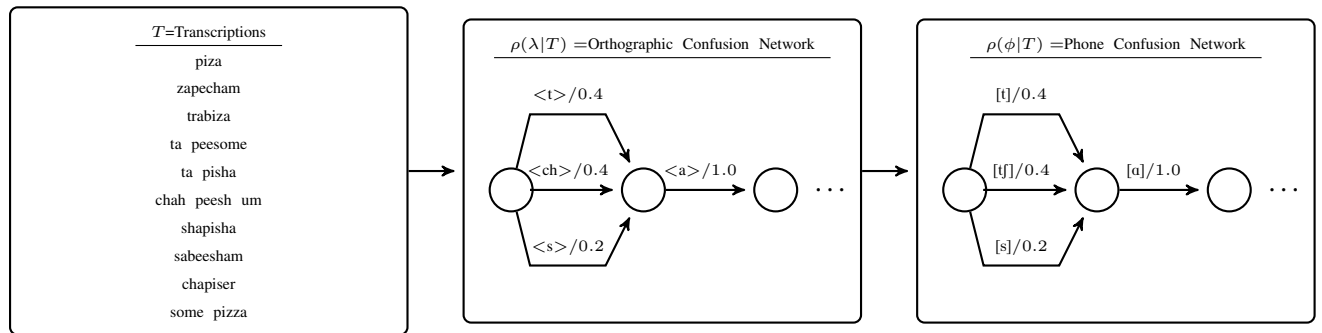 T=Transcriptions
piza
zapecham
trabiza
ta peesome
ta pisha
chah peesh um
shapisha
sabeesham
chapiser
some pizza
ρ(λ|T) =Orthographic Confusion Network
<t>/0.4
<ch>/0.4
<a>/1.0
<s>/0.2
···
ρ(ϕ|T) =Phone Confusion Network
[t]/0.4
[tʃ]/0.4
[ɑ]/1.0
[s]/0.2
···